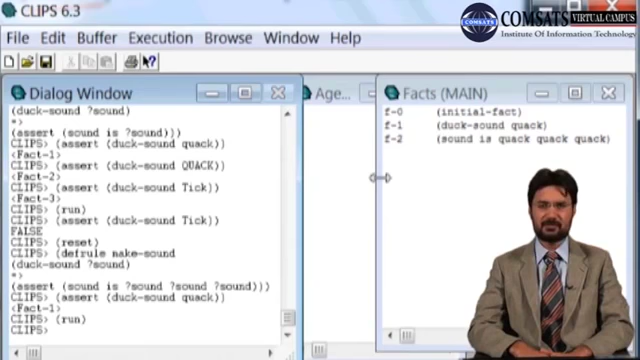 CLIPS 6.3
COMSATS VIRTUAL CAMPUS
Institute Of Information Technology
File Edit Buffer Execution Browse Window Help
Dialog Window
(duck-sound ?sound)
=>
(assert (sound is ?sound)))
CLIPS> (assert (duck-sound quack))
<Fact-1>
CLIPS> (assert (duck-sound QUACK))
<Fact-2>
CLIPS> (assert (duck-sound Tick))
<Fact-3>
CLIPS> (run)
CLIPS> (assert (duck-sound Tick))
FALSE
CLIPS> (reset)
CLIPS> (defrule make-sound
(duck-sound ?sound)
=>
(assert (sound is ?sound ?sound ?sound)))
CLIPS> (assert (duck-sound quack))
<Fact-1>
CLIPS> (run)
CLIPS>
Age...
Facts (MAIN)
f-0 (initial-fact)
f-1 (duck-sound quack)
f-2 (sound is quack quack quack)